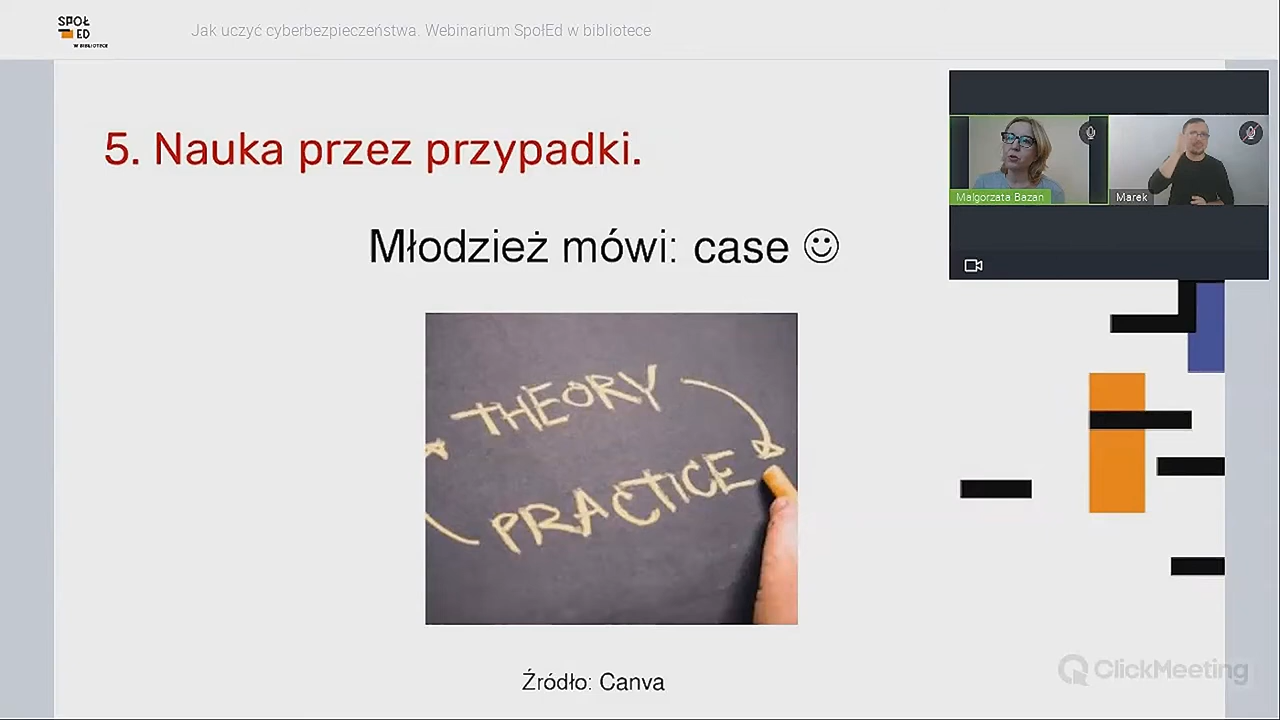 SPOŁ
ED
W BIBLIOTECE
Jak uczyć cyberbezpieczeństwa. Webinarium SpołEd w bibliotece
5. Nauka przez przypadki.
Młodzież mówi: case ☺
THEORY
PRACTICE
Źródło: Canva
Malgorzata Bazan
Marek
ClickMeeting